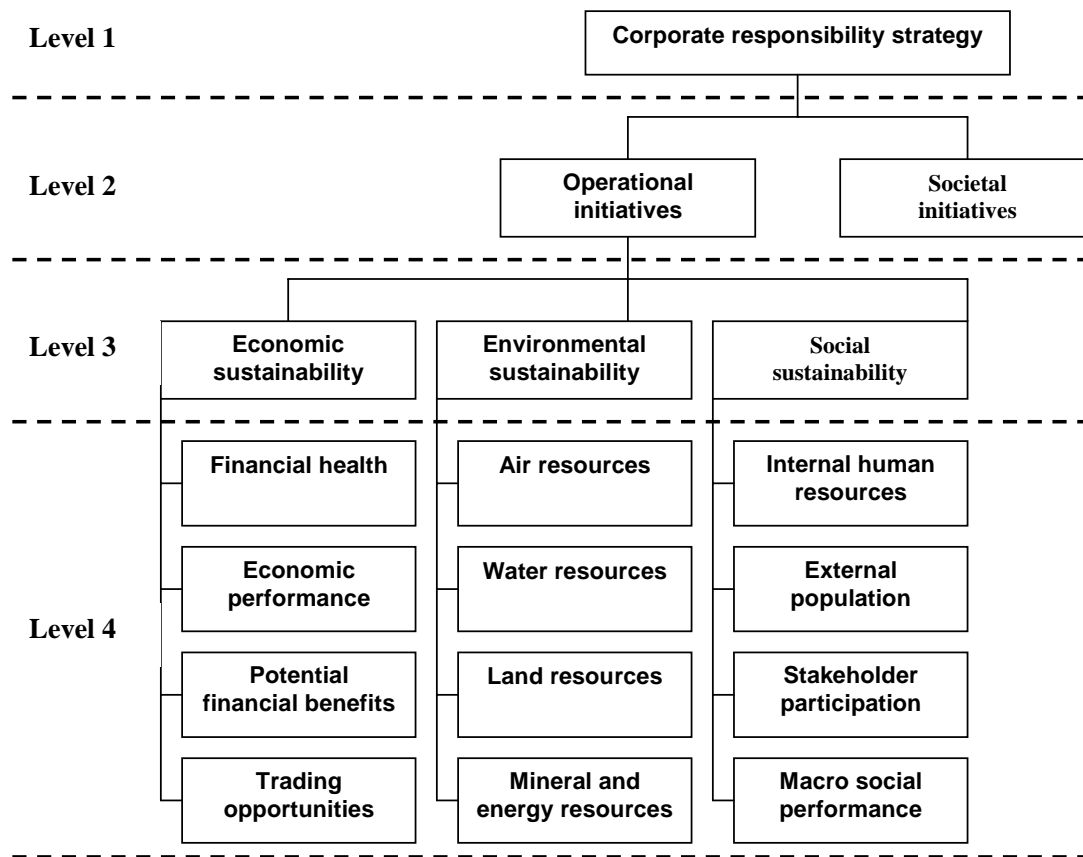 Level 1
Corporate responsibility strategy
Level 2
Operational
initiatives
Societal
initiatives
Level 3
Economic
sustainability
Environmental
sustainability
Social
sustainability
Level 4
Financial health
Air resources
Internal human
resources
Economic
performance
Water resources
External
population
Potential
financial benefits
Land resources
Stakeholder
participation
Trading
opportunities
Mineral and
energy resources
Macro social
performance